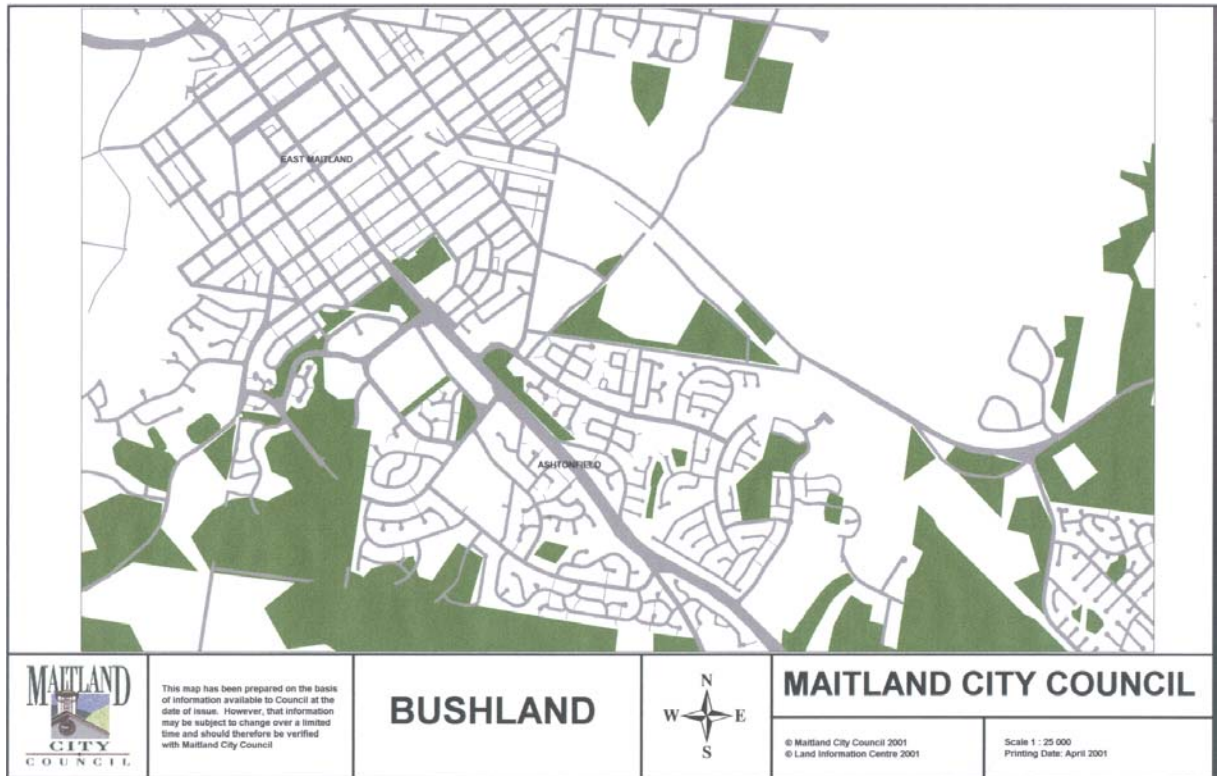 EAST MAITLAND
ASHTONFIELD
MAITLAND
CITY
COUNCIL
This map has been prepared on the basis
of information available to Council at the
date of issue. However, that information
may be subject to change over a limited
time and should therefore be verified
with Maitland City Council
BUSHLAND
N
W E
S
MAITLAND CITY COUNCIL
© Maitland City Council 2001
© Land Information Centre 2001
Scale 1 : 25 000
Printing Date: April 2001